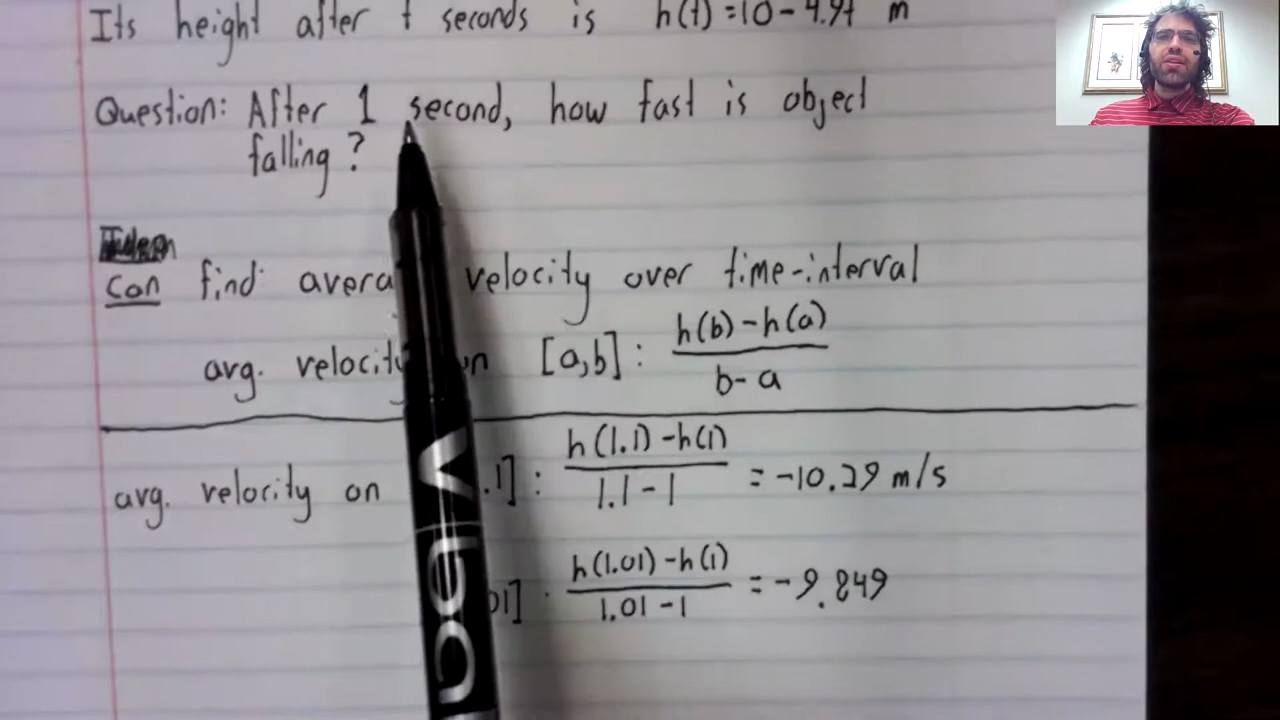 Its height after t seconds is h(t) = 10 - 4.9t m
Question: After 1 second, how fast is object
falling?
Can find avera velocity over time-interval
avg. velocity on [a,b] : h(b) - h(a)
b - a
avg. velocity on .1] : h(1.1) - h(1) = -10.29 m/s
1.1 - 1
01] : h(1.01) - h(1) = -9.849
1.01 - 1